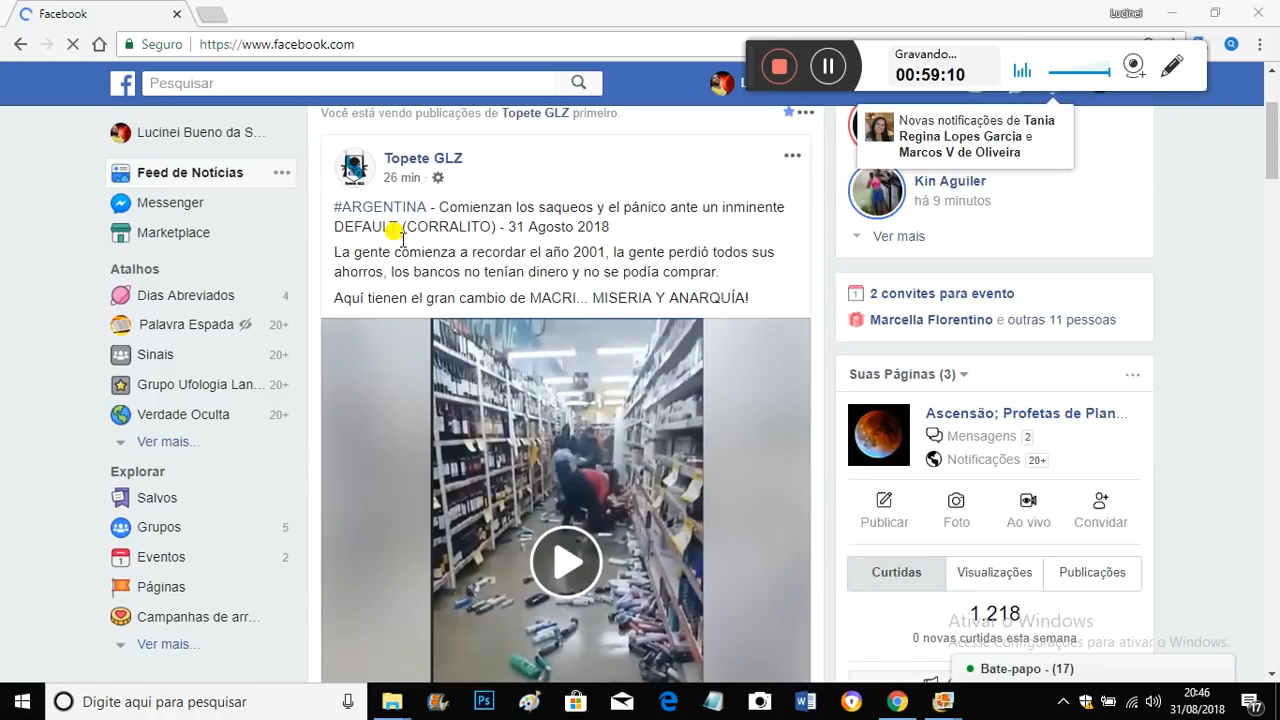 Facebook
Lucinei
Seguro
https://www.facebook.com
Gravando...
00:59:10
Pesquisar
Novas notificações de Tania
Regina Lopes Garcia e
Marcos V de Oliveira
Lucinei Bueno da S...
Feed de Notícias
Messenger
Marketplace
Atalhos
Dias Abreviados 4
Palavra Espada 20+
Sinais 20+
Grupo Ufologia Lan... 20+
Verdade Oculta 20+
Ver mais...
Explorar
Salvos
Grupos 5
Eventos 2
Páginas
Campanhas de arr...
Ver mais...
Você está vendo publicações de Topete GLZ primeiro.
Topete GLZ
26 min
#ARGENTINA - Comienzan los saqueos y el pánico ante un inminente
DEFAULT (CORRALITO) - 31 Agosto 2018
La gente comienza a recordar el año 2001, la gente perdió todos sus
ahorros, los bancos no tenían dinero y no se podía comprar.
Aquí tienen el gran cambio de MACRI... MISERIA Y ANARQUÍA!
Kin Aguiler
há 9 minutos
Ver mais
2 convites para evento
Marcella Florentino e outras 11 pessoas
Suas Páginas (3)
Ascensão; Profetas de Plan...
Mensagens 2
Notificações 20+
Publicar Foto Ao vivo Convidar
Curtidas Visualizações Publicações
1.218
0 novas curtidas esta semana
Ativar o Windows
Acesse Configurações para ativar o Windows.
Bate-papo - (17)
Digite aqui para pesquisar
20:46
31/08/2018
17